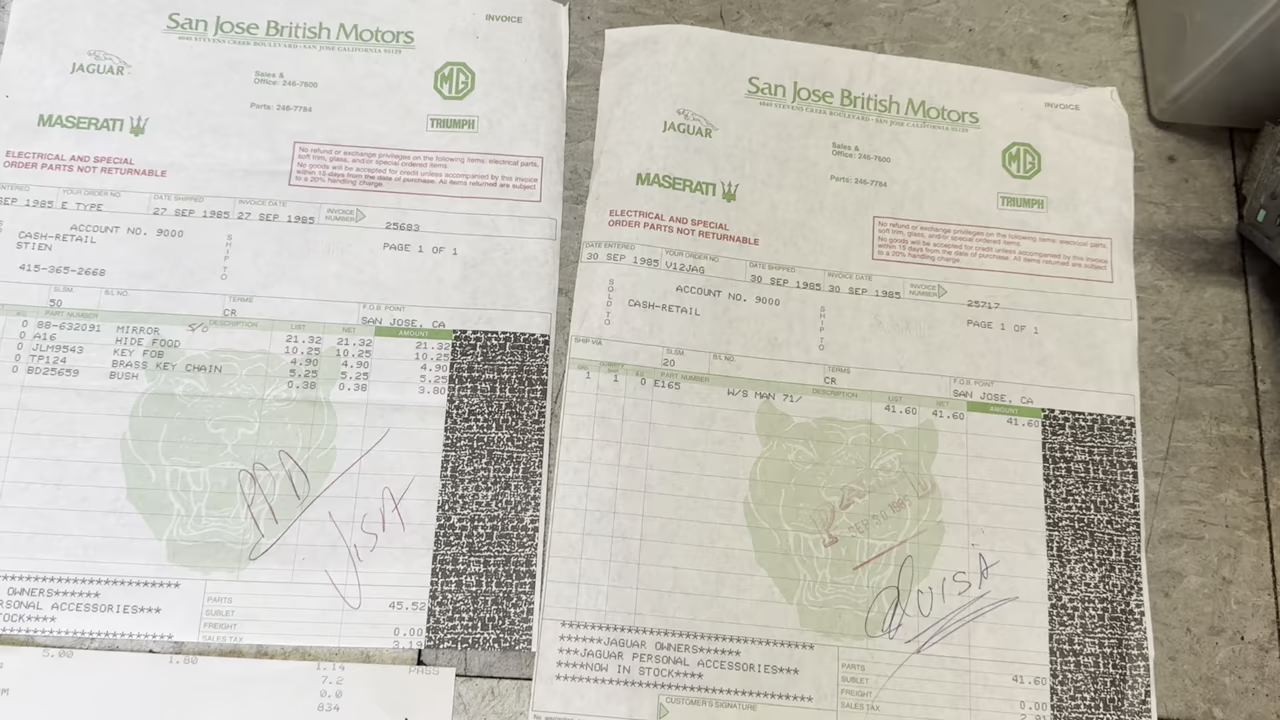 INVOICE
San Jose British Motors
4040 STEVENS CREEK BOULEVARD · SAN JOSE CALIFORNIA 95129
JAGUAR
Sales &
Office: 246-7600
MG
Parts: 246-7784
MASERATI
TRIUMPH
ELECTRICAL AND SPECIAL
ORDER PARTS NOT RETURNABLE
No refund or exchange privileges on the following items: electrical parts,
soft trim, glass, and/or special ordered items.
No goods will be accepted for credit unless accompanied by this invoice
within 15 days from the date of purchase. All items returned are subject
to a 20% handling charge.
ENTERED YOUR ORDER NO. DATE SHIPPED INVOICE DATE INVOICE NUMBER
SEP 1985 E TYPE 27 SEP 1985 27 SEP 1985 25683
ACCOUNT NO. 9000
SHIP TO
PAGE 1 OF 1
CASH-RETAIL
STIEN
415-365-2668
SLSM. B/L NO. TERMS F.O.B. POINT
50 CR SAN JOSE, CA
PART NUMBER DESCRIPTION LIST NET AMOUNT
0 88-632091 MIRROR S/O 21.32 21.32 21.32
0 A16 HIDE FOOD 10.25 10.25 10.25
0 JLM9543 KEY FOB 4.90 4.90 4.90
0 TP124 BRASS KEY CHAIN 5.25 5.25 5.25
0 BD25659 BUSH 0.38 0.38 3.80
VISA
OWNERS******
RSONAL ACCESSORIES***
TOCK****
PARTS 45.52
SUBLET
FREIGHT 0.00
SALES TAX 3.19
5.00 1.80 1.14 PASS
7.2
0.0
834
INVOICE
San Jose British Motors
4040 STEVENS CREEK BOULEVARD · SAN JOSE CALIFORNIA 95129
JAGUAR
Sales &
Office: 246-7600
MG
Parts: 246-7784
MASERATI
TRIUMPH
ELECTRICAL AND SPECIAL
ORDER PARTS NOT RETURNABLE
No refund or exchange privileges on the following items: electrical parts,
soft trim, glass, and/or special ordered items.
No goods will be accepted for credit unless accompanied by this invoice
within 15 days from the date of purchase. All items returned are subject
to a 20% handling charge.
DATE ENTERED YOUR ORDER NO. DATE SHIPPED INVOICE DATE INVOICE NUMBER
30 SEP 1985 V12JAG 30 SEP 1985 30 SEP 1985 25717
SOLD TO
ACCOUNT NO. 9000
SHIP TO
PAGE 1 OF 1
CASH-RETAIL
SHIP VIA SLSM. B/L NO. TERMS F.O.B. POINT
20 CR SAN JOSE, CA
PART NUMBER DESCRIPTION LIST NET AMOUNT
1 1 0 E165 W/S MAN 71/ 41.60 41.60 41.60
SEP 30 1985
VISA
******JAGUAR OWNERS******
***JAGUAR PERSONAL ACCESSORIES***
****NOW IN STOCK****
PARTS 41.60
SUBLET
FREIGHT 0.00
SALES TAX 2.91
CUSTOMER'S SIGNATURE